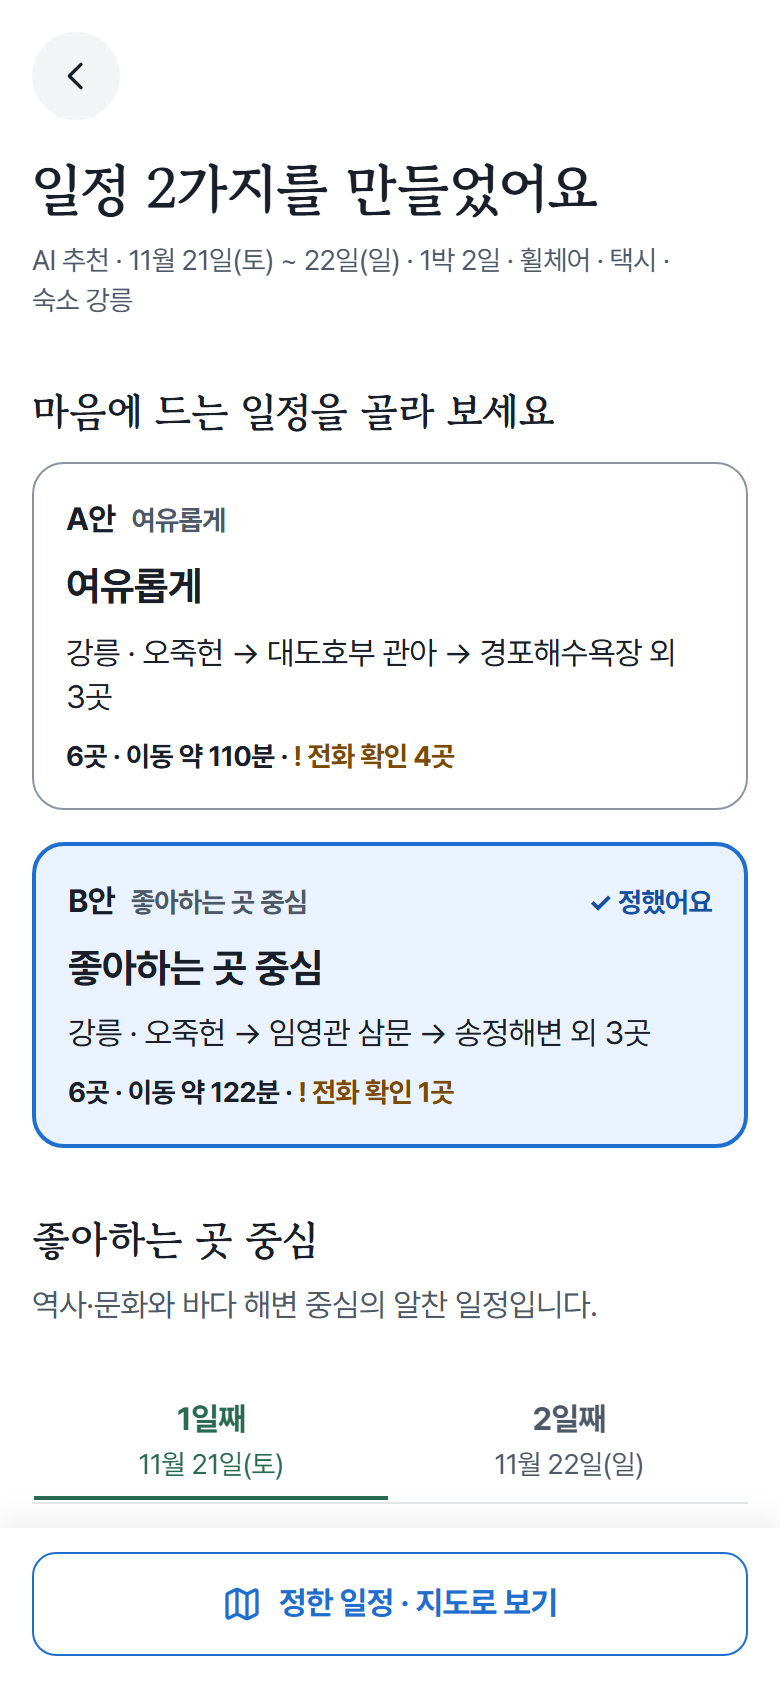 일정 2가지를 만들었어요
AI 추천 · 11월 21일(토) ~ 22일(일) · 1박 2일 · 휠체어 · 택시 ·
숙소 강릉
마음에 드는 일정을 골라 보세요
A안 여유롭게
여유롭게
강릉 · 오죽헌 → 대도호부 관아 → 경포해수욕장 외
3곳
6곳 · 이동 약 110분 · ! 전화 확인 4곳
B안 좋아하는 곳 중심 ✓ 정했어요
좋아하는 곳 중심
강릉 · 오죽헌 → 임영관 삼문 → 송정해변 외 3곳
6곳 · 이동 약 122분 · ! 전화 확인 1곳
좋아하는 곳 중심
역사·문화와 바다 해변 중심의 알찬 일정입니다.
1일째 2일째
11월 21일(토) 11월 22일(일)
정한 일정 · 지도로 보기